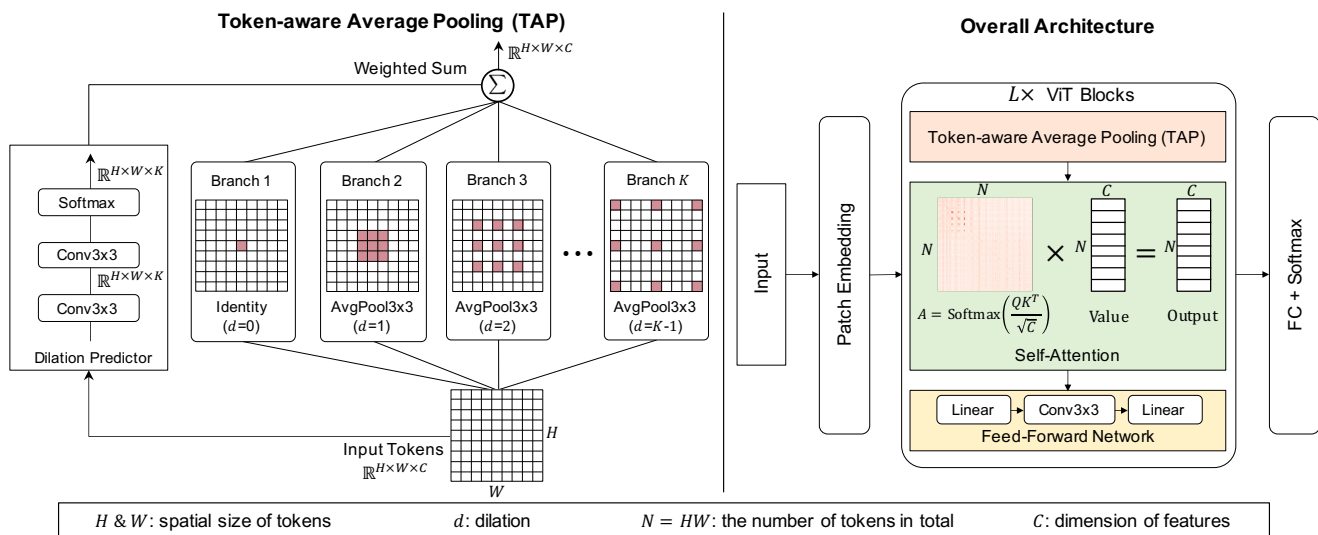 Token-aware Average Pooling (TAP)
ℝ^{H×W×C}
Weighted Sum
Σ
ℝ^{H×W×K}
Softmax
Conv3x3
ℝ^{H×W×K}
Conv3x3
Dilation Predictor
Branch 1
Identity
(d=0)
Branch 2
AvgPool3x3
(d=1)
Branch 3
AvgPool3x3
(d=2)
...
Branch K
AvgPool3x3
(d=K-1)
Input Tokens
ℝ^{H×W×C}
H
W
Overall Architecture
Input
Patch Embedding
L× ViT Blocks
Token-aware Average Pooling (TAP)
N
C
C
N
×
N
=
N
A = Softmax(QK^T/√C)
Value
Output
Self-Attention
Linear
Conv3x3
Linear
Feed-Forward Network
FC + Softmax
H & W: spatial size of tokens d: dilation N = HW: the number of tokens in total C: dimension of features